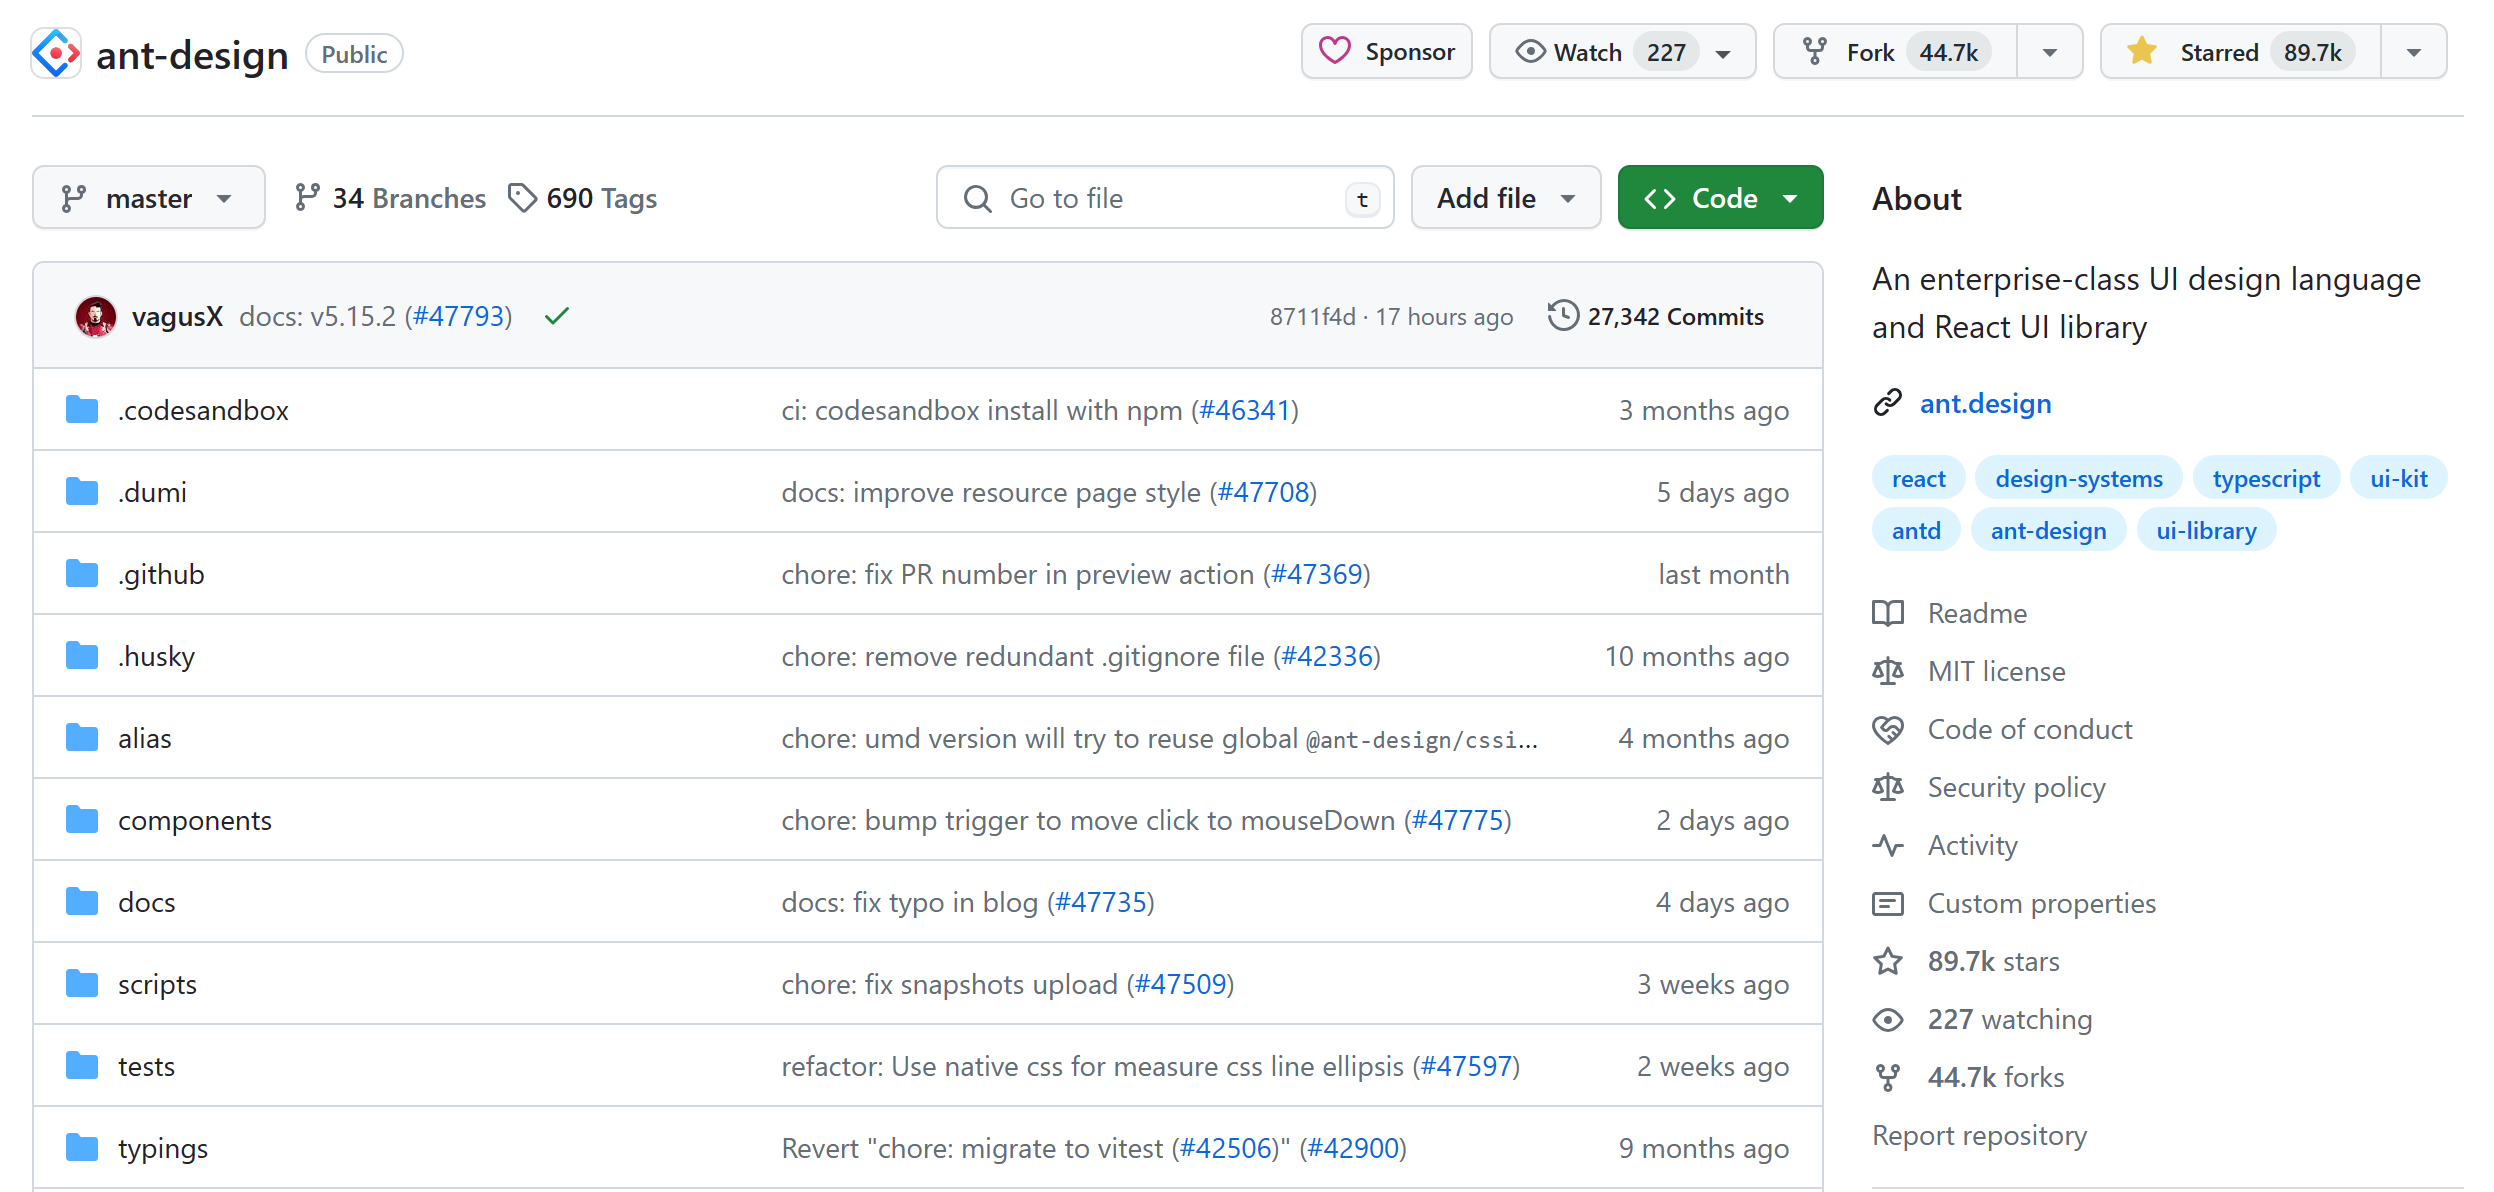 ant-design Public Sponsor Watch 227 Fork 44.7k Starred 89.7k
master 34 Branches 690 Tags Go to file t Add file Code
vagusX docs: v5.15.2 (#47793) 8711f4d · 17 hours ago 27,342 Commits
.codesandbox ci: codesandbox install with npm (#46341) 3 months ago
.dumi docs: improve resource page style (#47708) 5 days ago
.github chore: fix PR number in preview action (#47369) last month
.husky chore: remove redundant .gitignore file (#42336) 10 months ago
alias chore: umd version will try to reuse global @ant-design/cssi... 4 months ago
components chore: bump trigger to move click to mouseDown (#47775) 2 days ago
docs docs: fix typo in blog (#47735) 4 days ago
scripts chore: fix snapshots upload (#47509) 3 weeks ago
tests refactor: Use native css for measure css line ellipsis (#47597) 2 weeks ago
typings Revert "chore: migrate to vitest (#42506)" (#42900) 9 months ago
About
An enterprise-class UI design language
and React UI library
ant.design
react design-systems typescript ui-kit
antd ant-design ui-library
Readme
MIT license
Code of conduct
Security policy
Activity
Custom properties
89.7k stars
227 watching
44.7k forks
Report repository